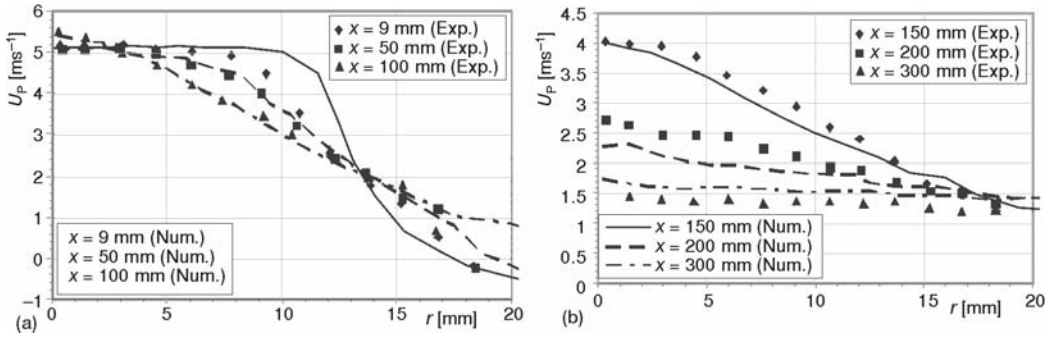 6
5
4
3
2
1
0
–1
U_P [ms⁻¹]
x = 9 mm (Exp.)
x = 50 mm (Exp.)
x = 100 mm (Exp.)
x = 9 mm (Num.)
x = 50 mm (Num.)
x = 100 mm (Num.)
0
5
10
15
20
r [mm]
(a)
4.5
4
3.5
3
2.5
2
1.5
1
0.5
0
U_P [ms⁻¹]
x = 150 mm (Exp.)
x = 200 mm (Exp.)
x = 300 mm (Exp.)
x = 150 mm (Num.)
x = 200 mm (Num.)
x = 300 mm (Num.)
0
5
10
15
20
r [mm]
(b)